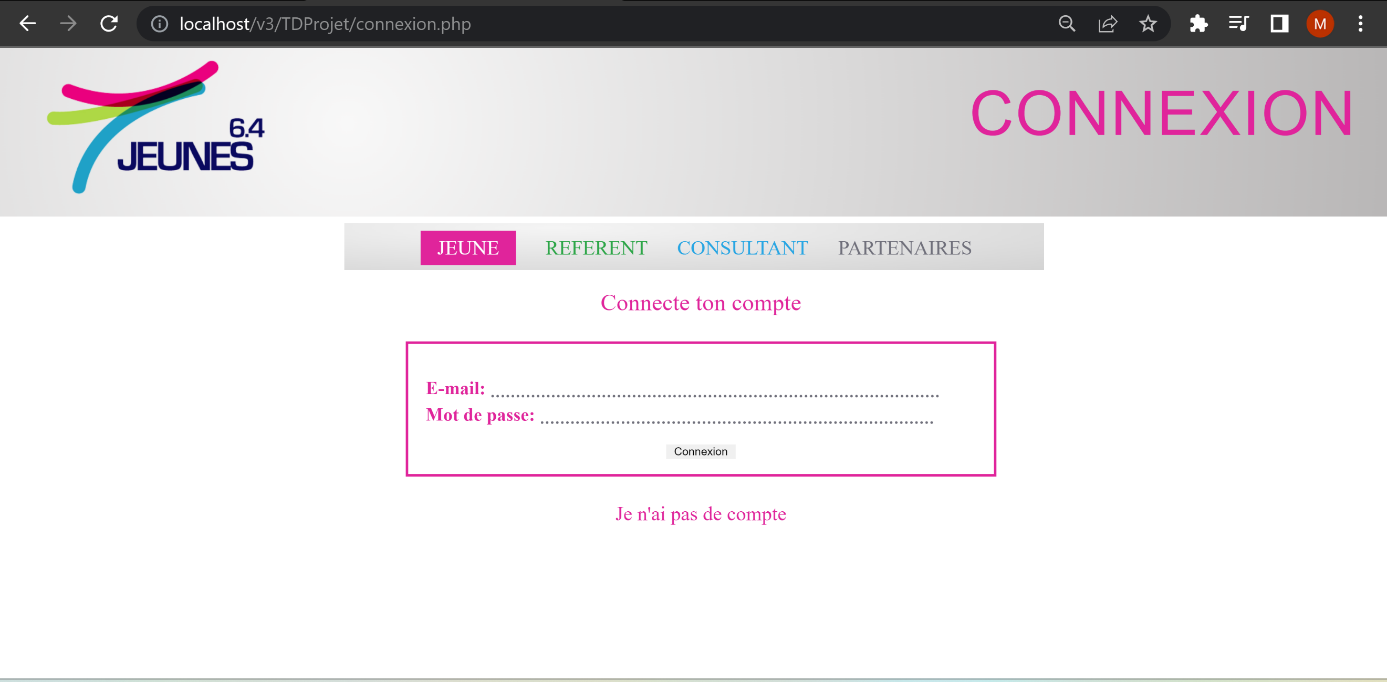 localhost/v3/TDProjet/connexion.php
M
6.4
JEUNES
CONNEXION
JEUNE REFERENT CONSULTANT PARTENAIRES
Connecte ton compte
E-mail:
Mot de passe:
Connexion
Je n'ai pas de compte